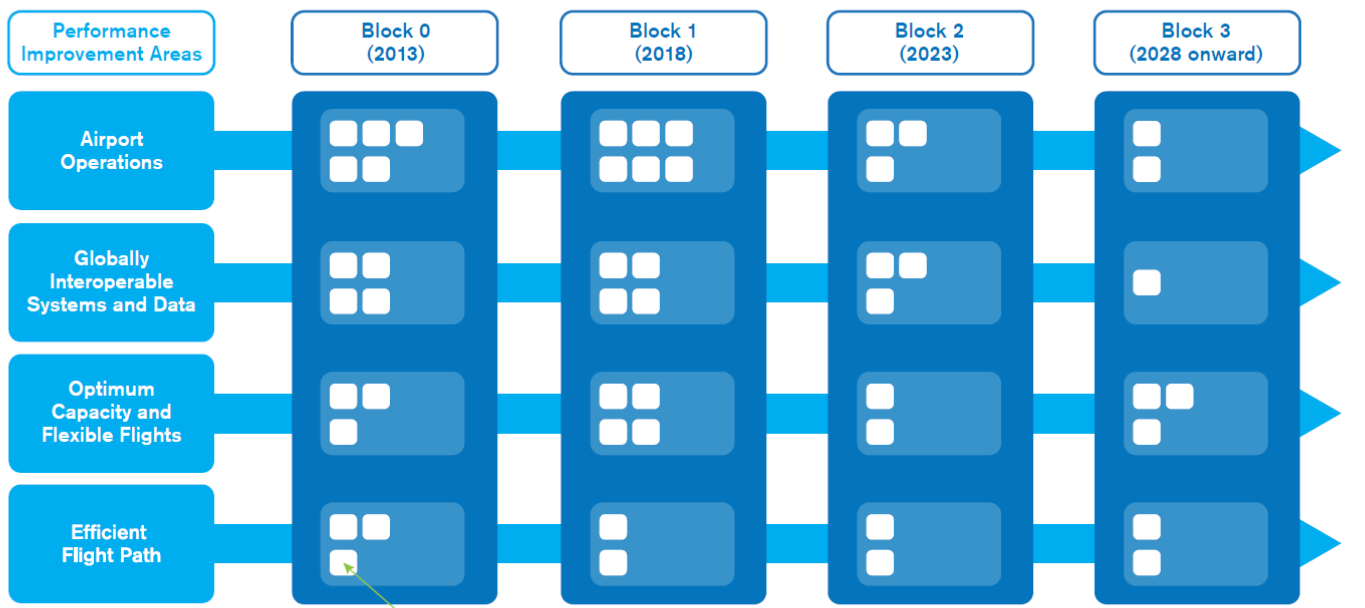 Performance
Improvement Areas
Block 0
(2013)
Block 1
(2018)
Block 2
(2023)
Block 3
(2028 onward)
Airport
Operations
Globally
Interoperable
Systems and Data
Optimum
Capacity and
Flexible Flights
Efficient
Flight Path